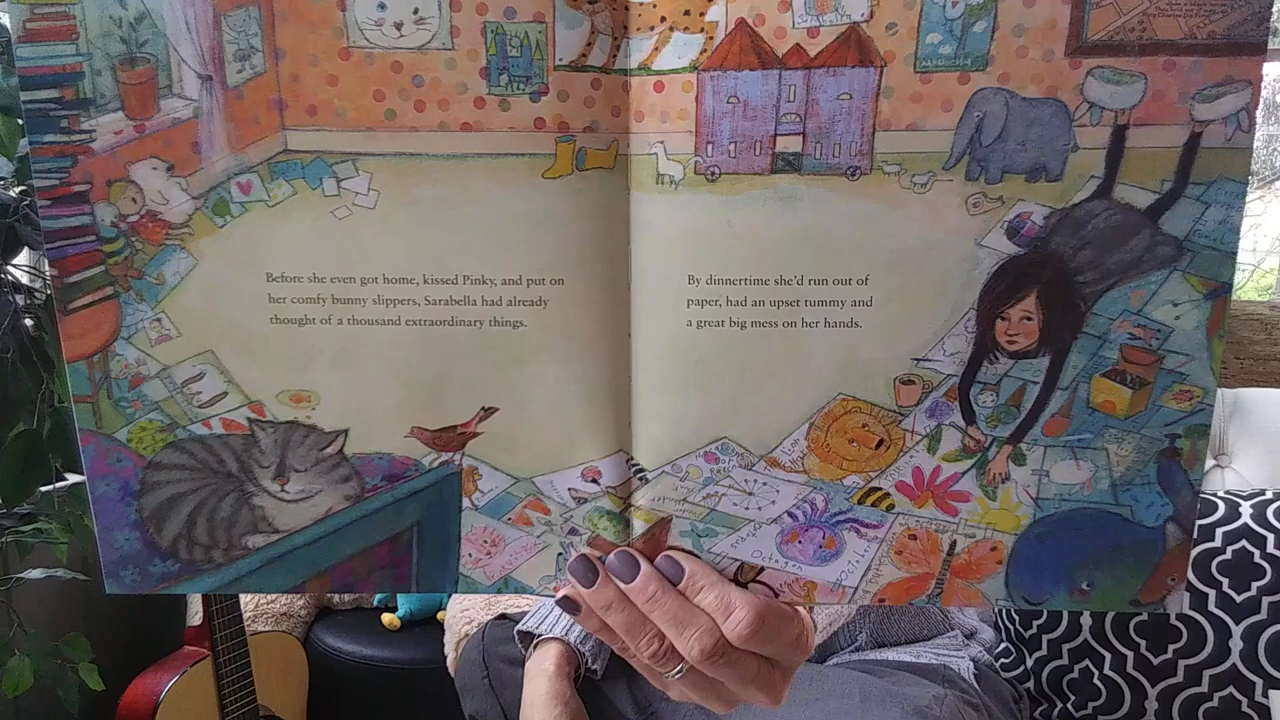 Before she even got home, kissed Pinky, and put on
her comfy bunny slippers, Sarabella had already
thought of a thousand extraordinary things.
By dinnertime she'd run out of
paper, had an upset tummy and
a great big mess on her hands.
Octagon